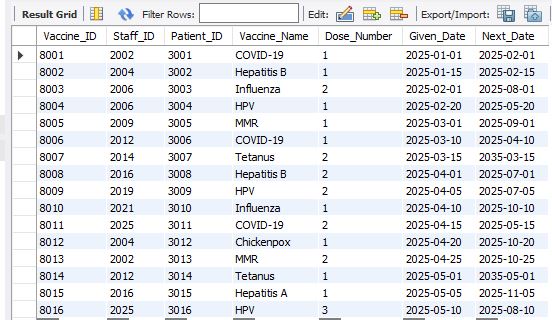 Result Grid Filter Rows: Edit: Export/Import:
Vaccine_ID Staff_ID Patient_ID Vaccine_Name Dose_Number Given_Date Next_Date
8001 2002 3001 COVID-19 1 2025-01-01 2025-02-01
8002 2004 3002 Hepatitis B 1 2025-01-15 2025-02-15
8003 2006 3003 Influenza 2 2025-02-01 2025-08-01
8004 2006 3004 HPV 1 2025-02-20 2025-05-20
8005 2009 3005 MMR 1 2025-03-01 2025-09-01
8006 2012 3006 COVID-19 1 2025-03-10 2025-04-10
8007 2014 3007 Tetanus 2 2025-03-15 2035-03-15
8008 2016 3008 Hepatitis B 2 2025-04-01 2025-07-01
8009 2019 3009 HPV 2 2025-04-05 2025-07-05
8010 2021 3010 Influenza 1 2025-04-10 2025-10-10
8011 2025 3011 COVID-19 2 2025-04-15 2025-05-15
8012 2004 3012 Chickenpox 1 2025-04-20 2025-10-20
8013 2002 3013 MMR 2 2025-04-25 2025-10-25
8014 2012 3014 Tetanus 1 2025-05-01 2035-05-01
8015 2016 3015 Hepatitis A 1 2025-05-05 2025-11-05
8016 2025 3016 HPV 3 2025-05-10 2025-08-10